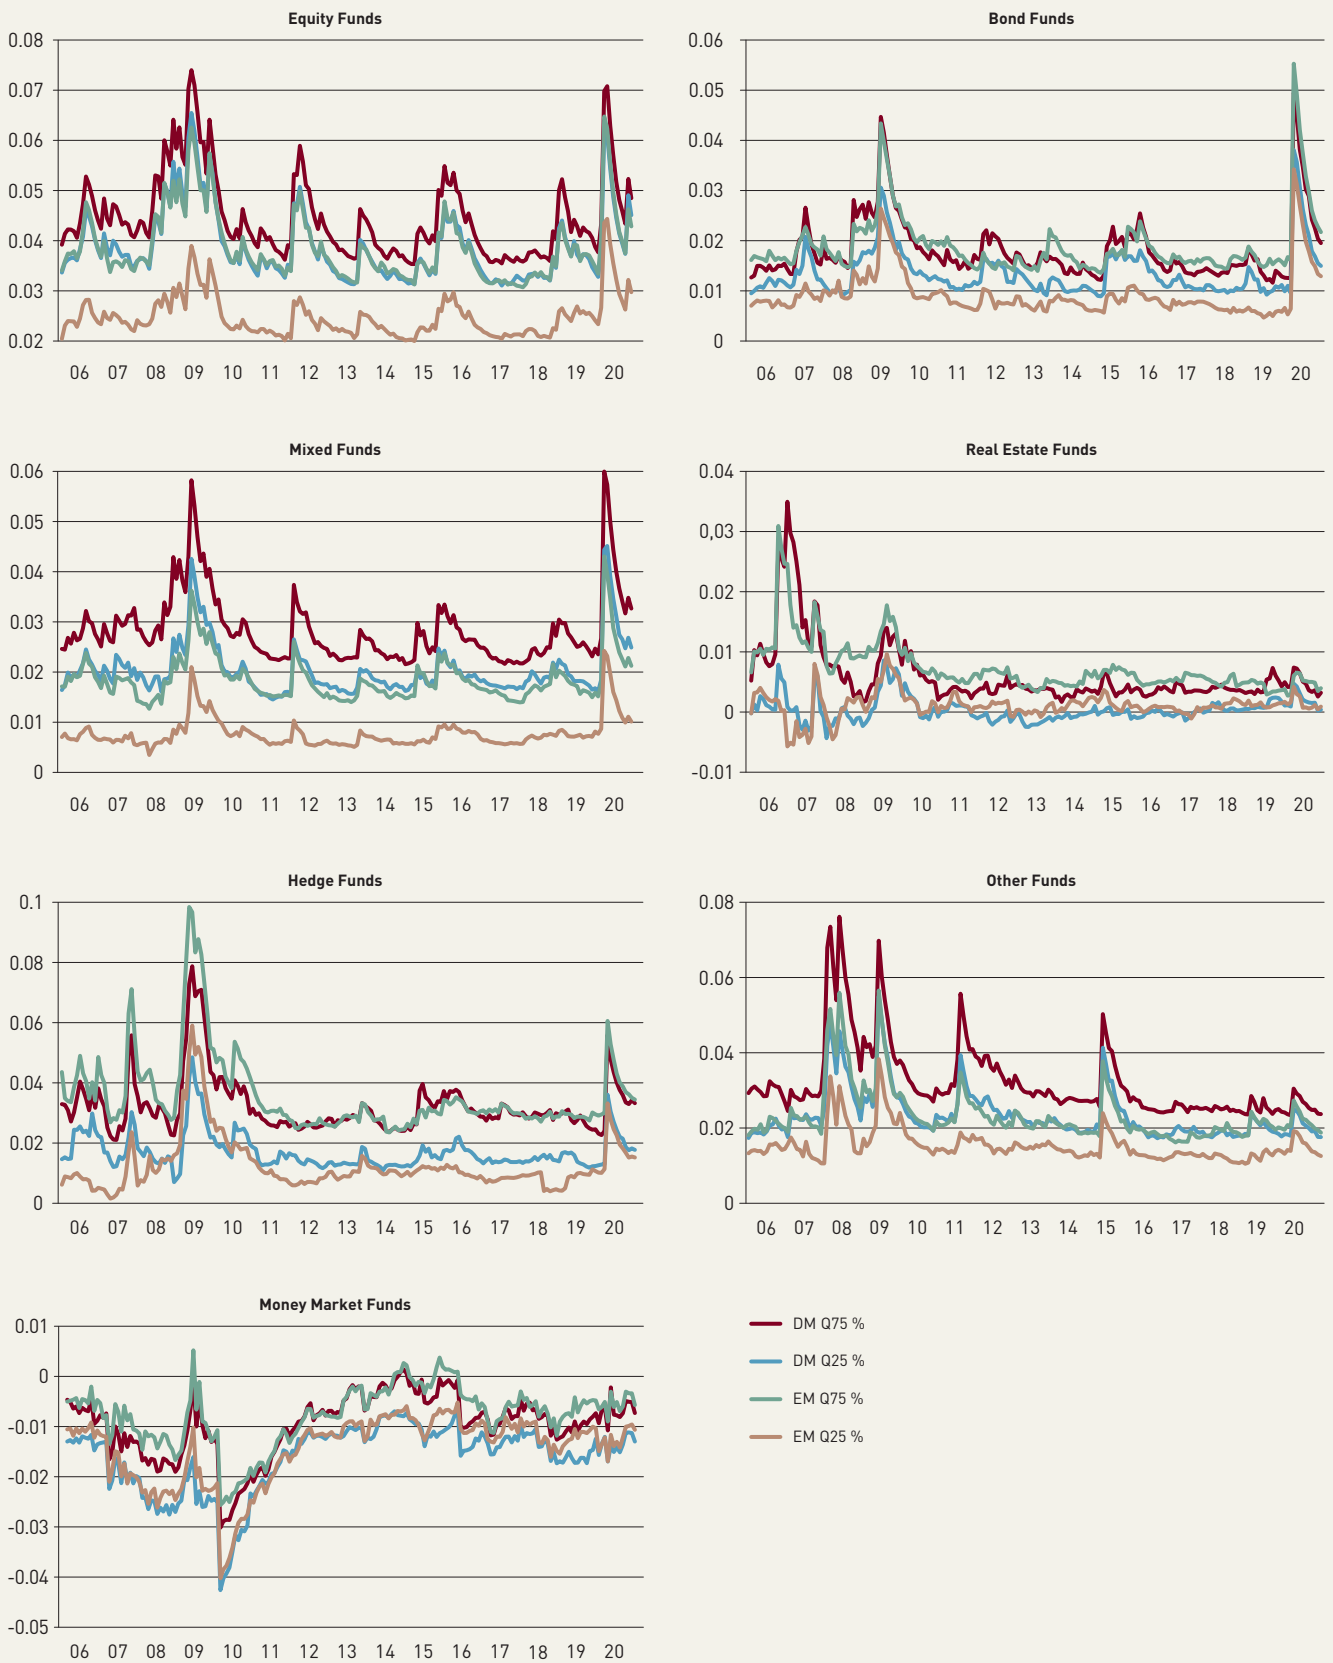 Equity Funds
0.08
0.07
0.06
0.05
0.04
0.03
0.02
06 07 08 09 10 11 12 13 14 15 16 17 18 19 20
Bond Funds
0.06
0.05
0.04
0.03
0.02
0.01
0
06 07 08 09 10 11 12 13 14 15 16 17 18 19 20
Mixed Funds
0.06
0.05
0.04
0.03
0.02
0.01
0
06 07 08 09 10 11 12 13 14 15 16 17 18 19 20
Real Estate Funds
0.04
0,03
0.02
0.01
0
-0.01
06 07 08 09 10 11 12 13 14 15 16 17 18 19 20
Hedge Funds
0.1
0.08
0.06
0.04
0.02
0
06 07 08 09 10 11 12 13 14 15 16 17 18 19 20
Other Funds
0.08
0.06
0.04
0.02
0
06 07 08 09 10 11 12 13 14 15 16 17 18 19 20
Money Market Funds
0.01
0
-0.01
-0.02
-0.03
-0.04
-0.05
06 07 08 09 10 11 12 13 14 15 16 17 18 19 20
DM Q75 %
DM Q25 %
EM Q75 %
EM Q25 %